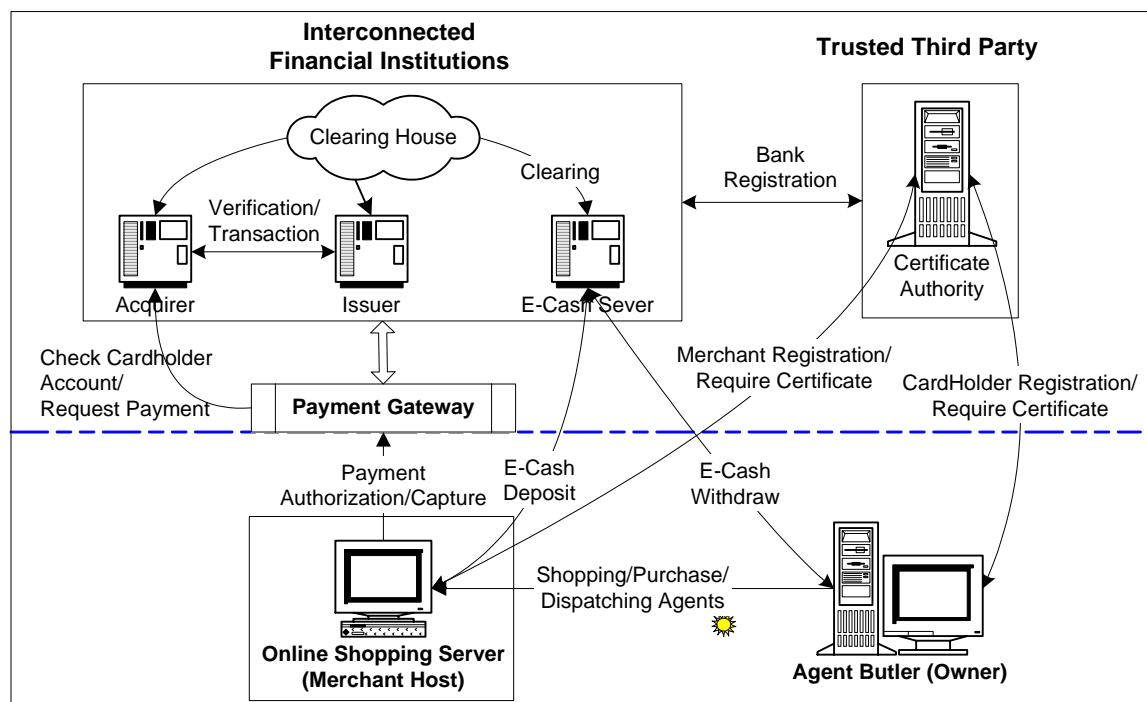 Interconnected
Financial Institutions
Trusted Third Party
Clearing House
Clearing
Bank
Registration
Verification/
Transaction
Acquirer
Issuer
E-Cash Sever
Certificate
Authority
Check Cardholder
Account/
Request Payment
Merchant Registration/
Require Certificate
CardHolder Registration/
Require Certificate
Payment Gateway
Payment
Authorization/Capture
E-Cash
Deposit
E-Cash
Withdraw
Shopping/Purchase/
Dispatching Agents
Online Shopping Server
(Merchant Host)
Agent Butler (Owner)